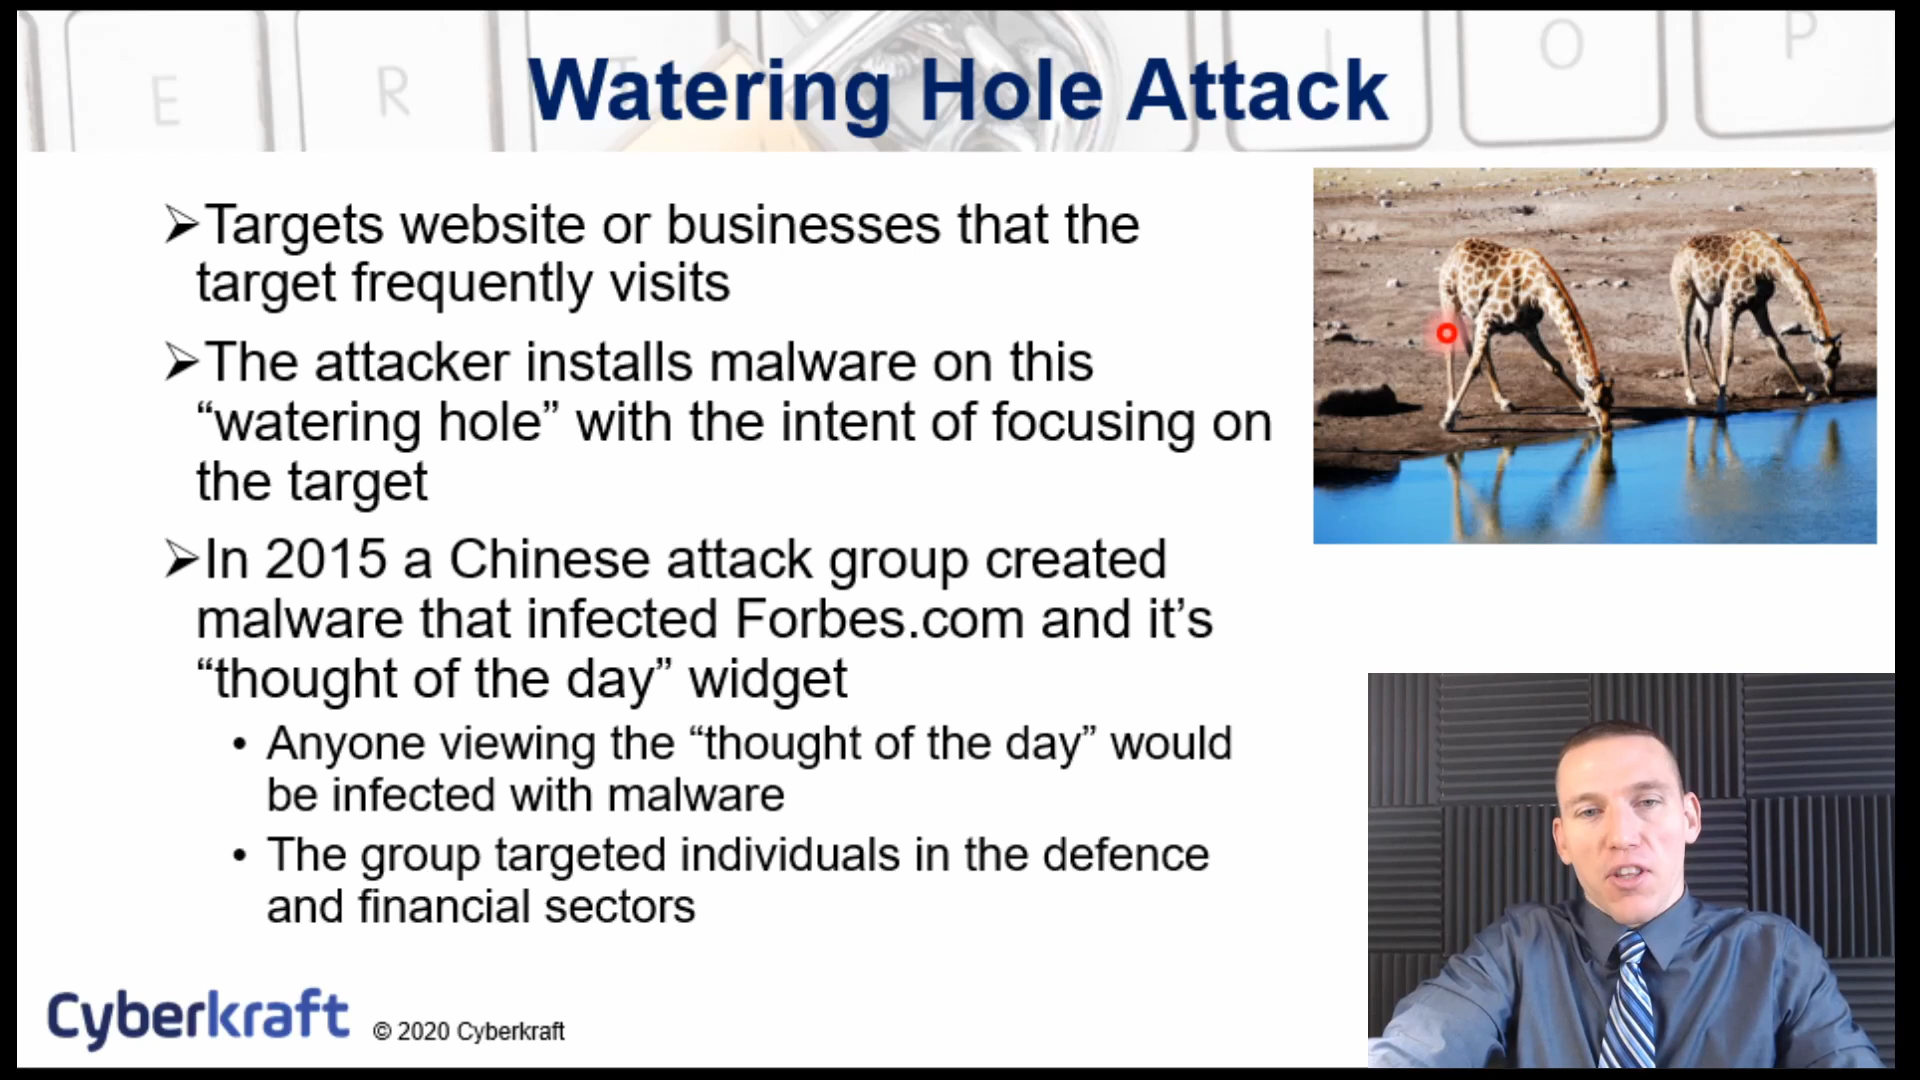 E R T I O P
Watering Hole Attack
➢Targets website or businesses that the
target frequently visits
➢The attacker installs malware on this
“watering hole” with the intent of focusing on
the target
➢In 2015 a Chinese attack group created
malware that infected Forbes.com and it’s
“thought of the day” widget
• Anyone viewing the “thought of the day” would
be infected with malware
• The group targeted individuals in the defence
and financial sectors
Cyberkraft © 2020 Cyberkraft